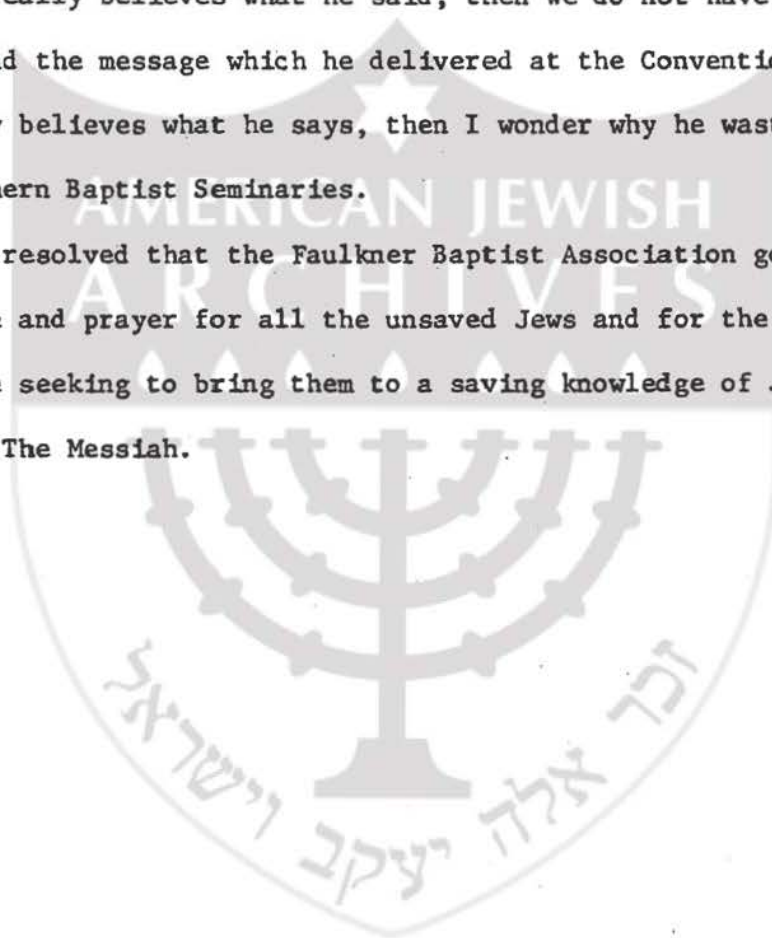 believes what he said, then we do not have
the message which he delivered at the
believes what he says, then I wonder why he
AMERICAN JEWISH
ern Baptist Seminaries.
resolved that the Faulkner Baptist Association
ARCHIVES
and prayer for all the unsaved Jews and for the
seeking to bring them to a saving knowledge of
The Messiah.
זכר אלה יעקב וישראל